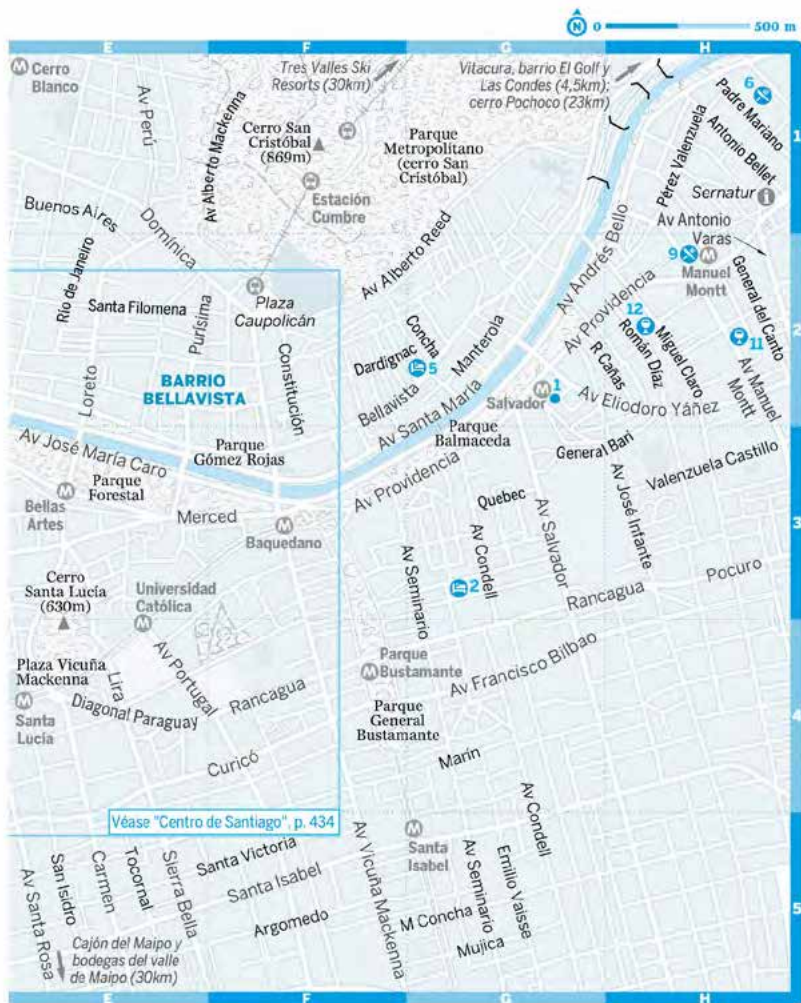 N 0 500 m
E F G H
Cerro
Blanco
Av Perú
Av Alberto Mackenna
Tres Valles Ski
Resorts (30km)
Vitacura, barrio El Golf y
Las Condes (4,5km);
cerro Pochoco (23km)
6
Padre Mariano
1
Cerro San
Cristóbal
(869m)
Parque
Metropolitano
(cerro San
Cristóbal)
Pérez Valenzuela
Antonio Bellet
Sernatur
Estación
Cumbre
Buenos Aires
Dominica
Av Alberto Reed
Av Andrés Bello
Av Antonio
Varas
9
Manuel
Montt
Río de Janeiro
Santa Filomena
Purísima
Plaza
Caupolicán
Constitución
Concha
Dardignac
5
Manterola
Av Providencia
12
Román Díaz
Miguel Claro
General del Canto
11
2
BARRIO
BELLAVISTA
Loreto
Bellavista
Av Santa María
Salvador
1
R Cañas
Av Eliodoro Yáñez
Av Manuel
Montt
Av José María Caro
Parque
Gómez Rojas
Parque
Balmaceda
General Bari
Parque
Forestal
Av Providencia
Valenzuela Castillo
Bellas
Artes
Merced
Baquedano
Quebec
Av Salvador
Av José Infante
3
Cerro
Santa Lucía
(630m)
Universidad
Católica
Av Seminario
2
Av Condell
Rancagua
Pocuro
Plaza Vicuña
Mackenna
Lira
Av Portugal
Parque
Bustamante
Av Francisco Bilbao
Santa
Lucía
Diagonal Paraguay
Rancagua
Parque
General
Bustamante
4
Curicó
Marín
Véase "Centro de Santiago", p. 434
Av Condell
Santa
Isabel
Av Santa Rosa
San Isidro
Carmen
Tocornal
Sierra Bella
Santa Victoria
Santa Isabel
Av Vicuña Mackenna
Av Seminario
Emilio Vaisse
Argomedo
M Concha
Mujica
5
Cajón del Maipo y
bodegas del valle
de Maipo (30km)
E F G H